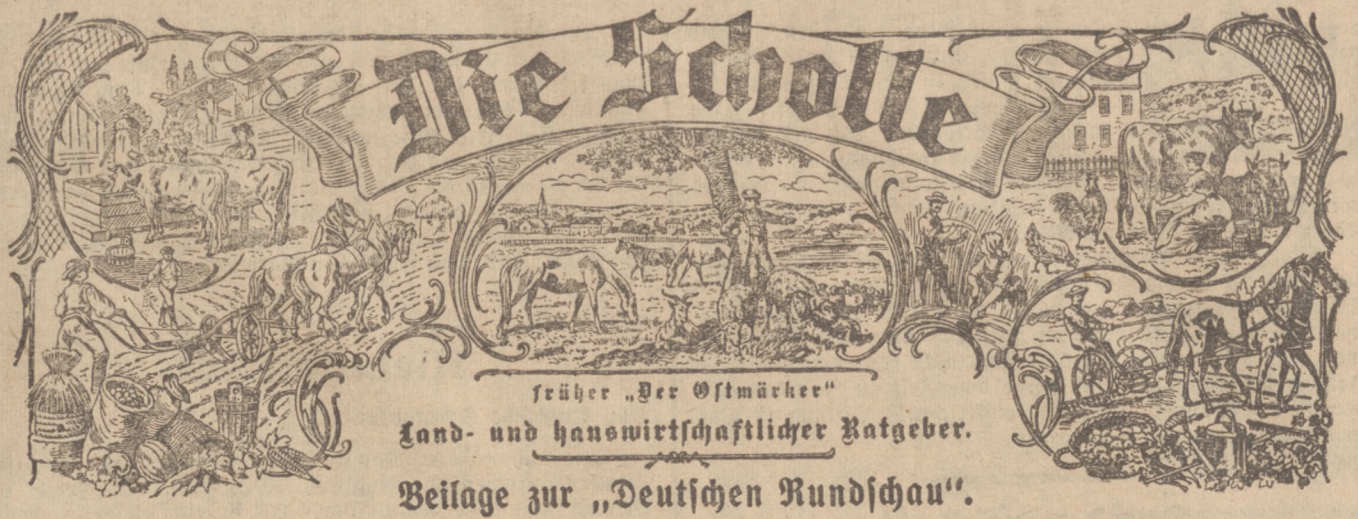 Die Scholle
früher „Der Ostmärker“
Land- und hauswirtschaftlicher Ratgeber.
Beilage zur „Deutschen Rundschau“.